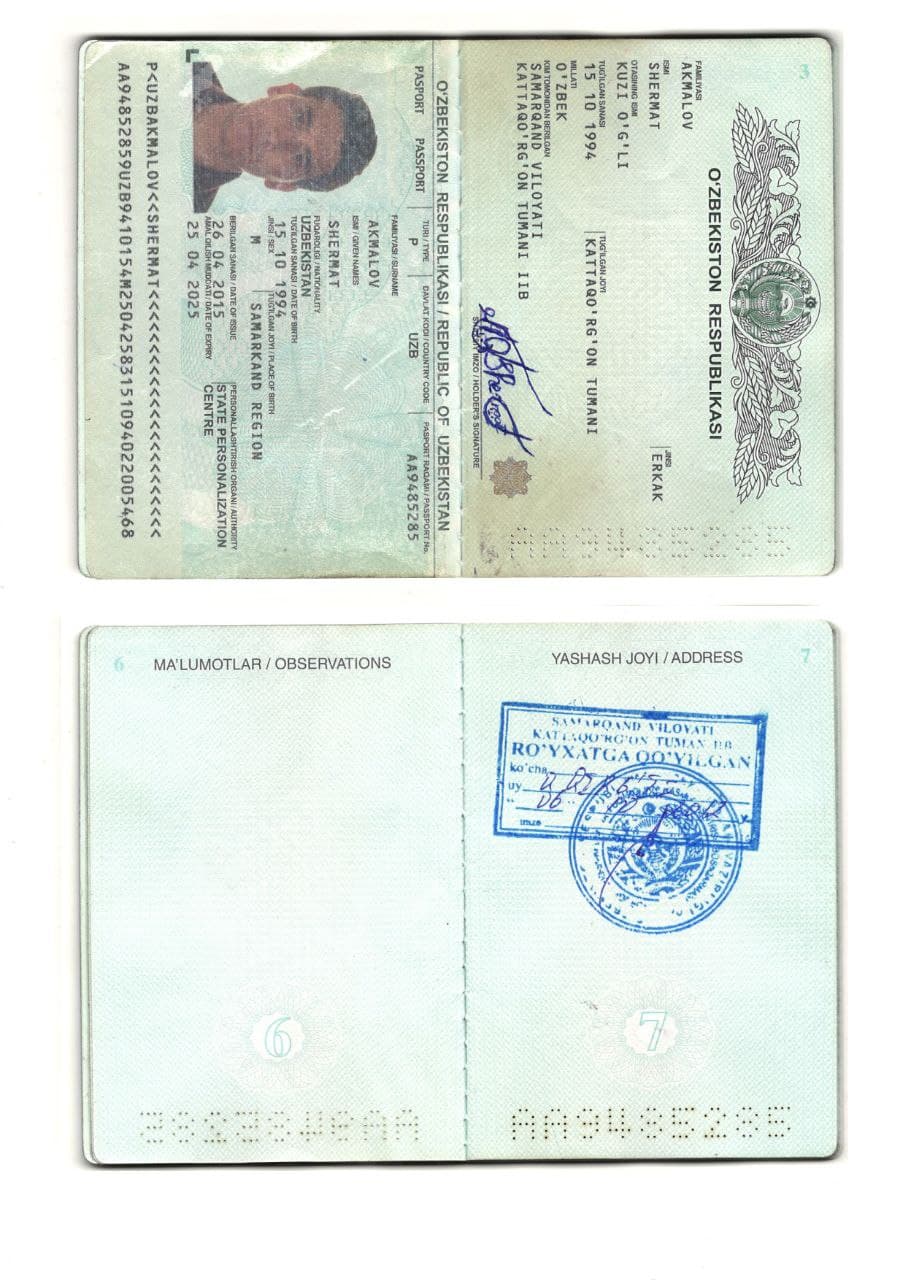 3
O‘ZBEKISTON RESPUBLIKASI
FAMILIYASI
AKMALOV
ISMI
SHERMAT
JINSI
ERKAK
OTASINING ISMI
KUZI O'G'LI
TUG'ILGAN SANASI
15 10 1994
TUG'ILGAN JOYI
KATTAQO'RG'ON TUMANI
MILLATI
O'ZBEK
KIM TOMONIDAN BERILGAN
SAMARQAND VILOYATI
KATTAQO'RG'ON TUMANI IIB
IMZO / HOLDER'S SIGNATURE
O‘ZBEKISTON RESPUBLIKASI / REPUBLIC OF UZBEKISTAN
PASPORT PASSPORT
TURI / TYPE
P
DAVLAT KODI / COUNTRY CODE
UZB
PASPORT RAQAMI / PASSPORT No.
AA9485285
FAMILIYASI / SURNAME
AKMALOV
ISMI / GIVEN NAMES
SHERMAT
FUQAROLIGI / NATIONALITY
UZBEKISTAN
TUG'ILGAN SANASI / DATE OF BIRTH
15 10 1994
JINSI / SEX
M
TUG'ILGAN JOYI / PLACE OF BIRTH
SAMARKAND REGION
BERILGAN SANASI / DATE OF ISSUE
26 04 2015
PERSONALLASHTIRISH ORGANI / AUTHORITY
STATE PERSONALIZATION
CENTRE
AMAL QILISH MUDDATI / DATE OF EXPIRY
25 04 2025
P<UZBAKMALOV<<SHERMAT<<<<<<<<<<<<<<<<<<<<<<<
AA94852859UZB9410154M25042583151094022005468
7
YASHASH JOYI / ADDRESS
SAMARQAND VILOYATI
KATTAQO'RG'ON TUMAN IIB
RO'YXATGA QO'YILGAN
ko'cha
uy
imzo
7
AA9485285
MA'LUMOTLAR / OBSERVATIONS
6
6